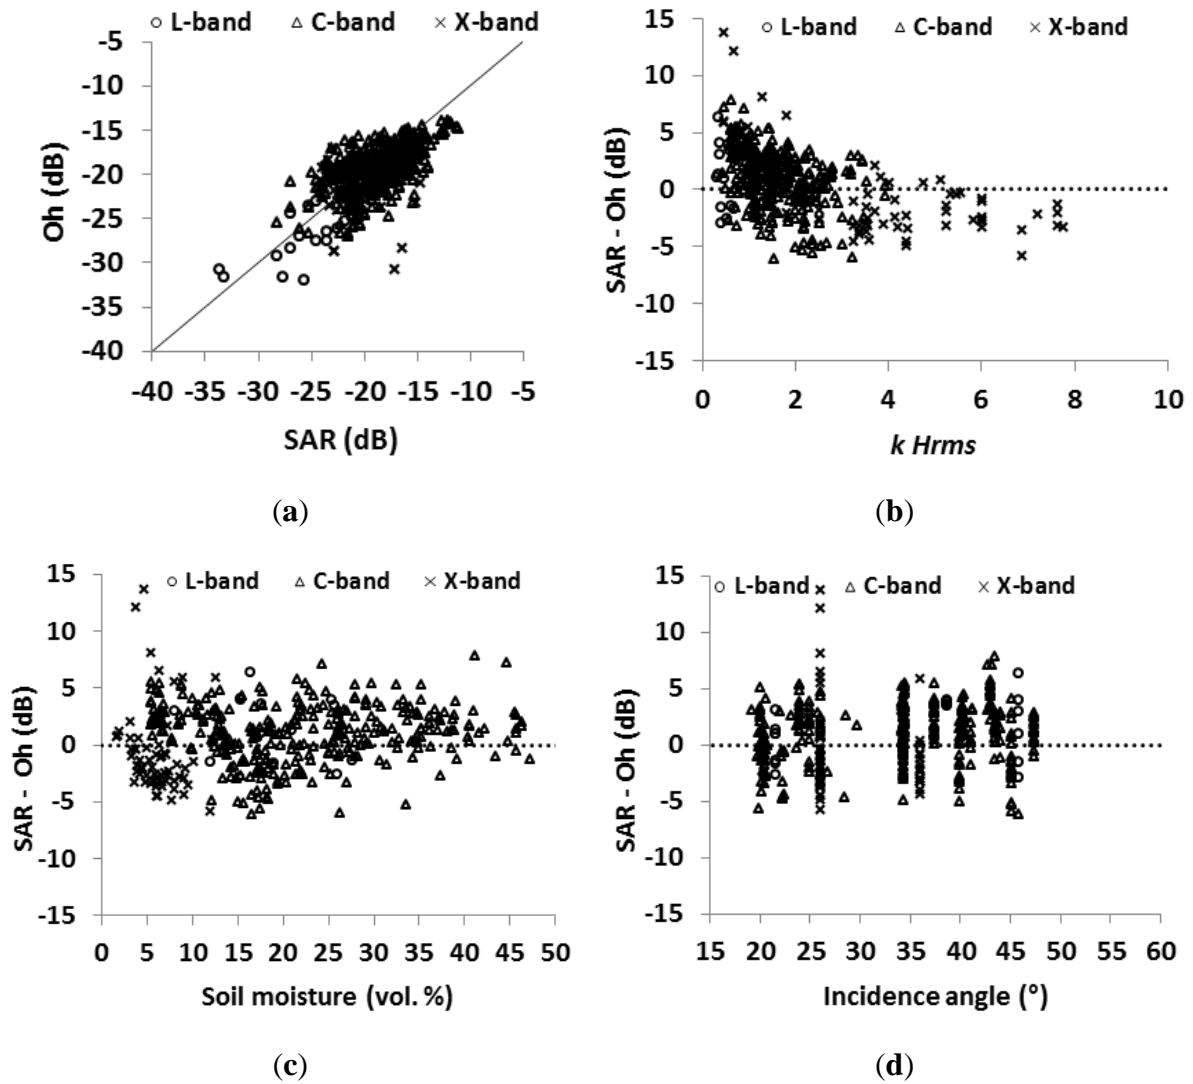 L-band C-band X-band
-5
-10
-15
-20
-25
-30
-35
-40
Oh (dB)
-40 -35 -30 -25 -20 -15 -10 -5
SAR (dB)
(a)
L-band C-band X-band
15
10
5
0
-5
-10
-15
SAR - Oh (dB)
0 2 4 6 8 10
k Hrms
(b)
L-band C-band X-band
15
10
5
0
-5
-10
-15
SAR - Oh (dB)
0 5 10 15 20 25 30 35 40 45 50
Soil moisture (vol. %)
(c)
L-band C-band X-band
15
10
5
0
-5
-10
-15
SAR - Oh (dB)
15 20 25 30 35 40 45 50 55 60
Incidence angle (°)
(d)